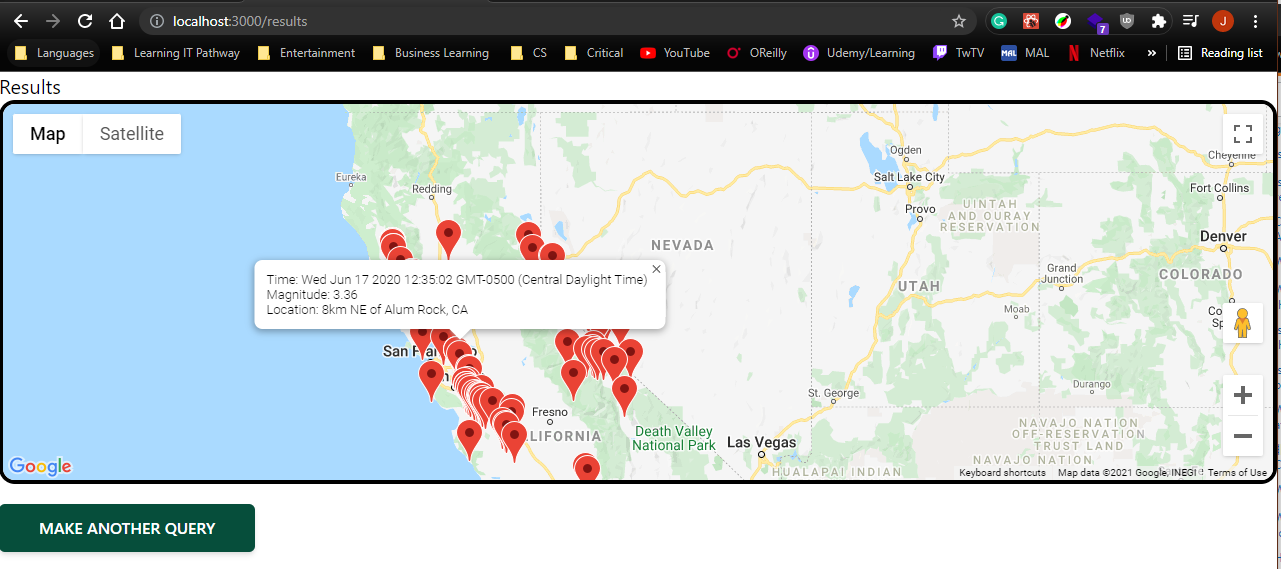 localhost:3000/results
J
7
Languages Learning IT Pathway Entertainment Business Learning CS Critical YouTube OReilly Udemy/Learning TwTV MAL MAL Netflix » Reading list
Results
Map Satellite
Ogden
Cheyenne
Eureka
Redding
Salt Lake City
Fort Collins
Provo
UINTAH
AND OURAY
RESERVATION
NEVADA
Denver
Grand
Junction
COLORADO
UTAH
Moab
Time: Wed Jun 17 2020 12:35:02 GMT-0500 (Central Daylight Time)
Magnitude: 3.36
Location: 8km NE of Alum Rock, CA
San Fra
St. George
Durango
Fresno
CALIFORNIA
Death Valley
National Park
Las Vegas
NAVAJO NATION
OFF-RESERVATION
TRUST LAND
NAVAJO NATION
HUALAPAI INDIAN
Google
Keyboard shortcuts Map data ©2021 Google, INEGI Terms of Use
MAKE ANOTHER QUERY